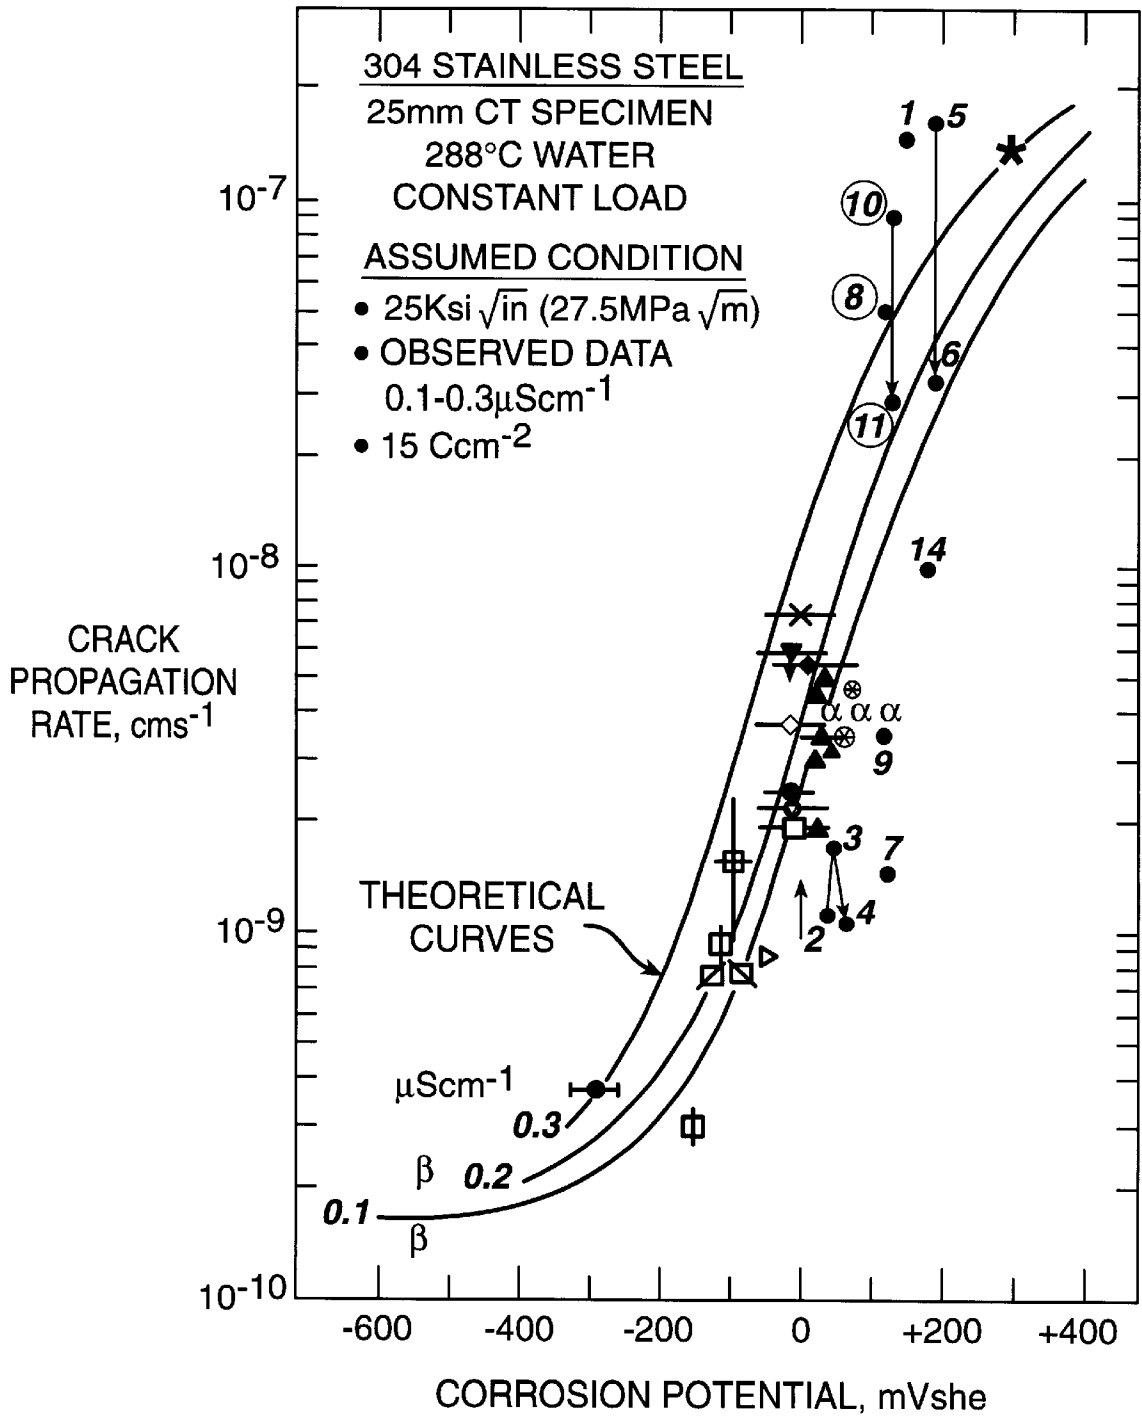 304 STAINLESS STEEL
25mm CT SPECIMEN
288°C WATER
CONSTANT LOAD
ASSUMED CONDITION
• 25Ksi √in (27.5MPa √m)
• OBSERVED DATA
0.1-0.3μScm⁻¹
• 15 Ccm⁻²
1
5
10
8
6
11
14
α α α
9
3
7
2
4
THEORETICAL
CURVES
μScm⁻¹
0.3
β 0.2
0.1
β
CRACK
PROPAGATION
RATE, cms⁻¹
10⁻⁷
10⁻⁸
10⁻⁹
10⁻¹⁰
-600 -400 -200 0 +200 +400
CORROSION POTENTIAL, mVshe